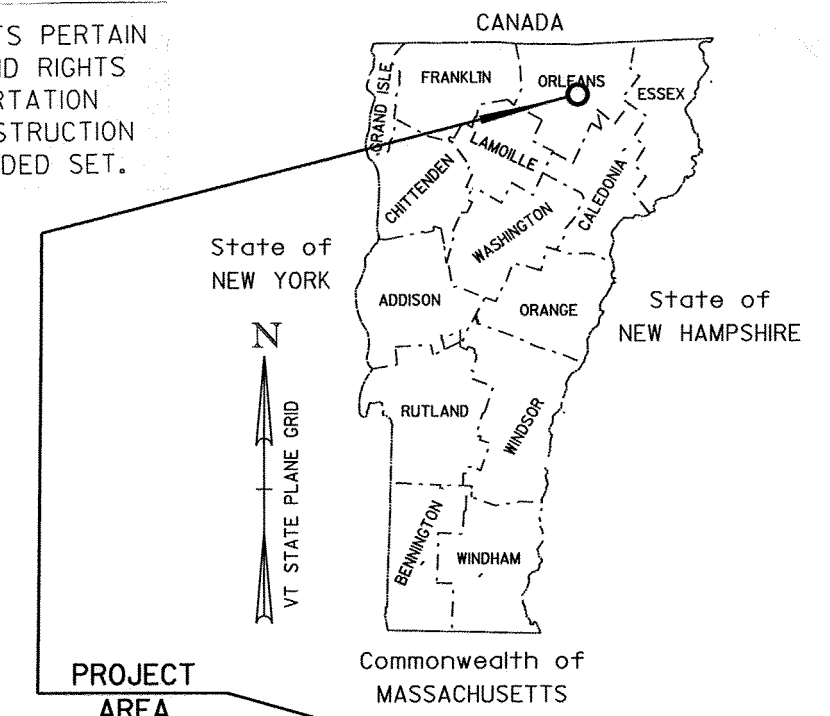 TS PERTAIN
ND RIGHTS
RTATION
STRUCTION
DED SET.
CANADA
FRANKLIN
ORLEANS
ESSEX
GRAND ISLE
LAMOILLE
CHITTENDEN
CALEDONIA
WASHINGTON
State of
NEW YORK
ADDISON
ORANGE
State of
NEW HAMPSHIRE
N
VT STATE PLANE GRID
RUTLAND
WINDSOR
BENNINGTON
WINDHAM
Commonwealth of
MASSACHUSETTS
PROJECT
AREA